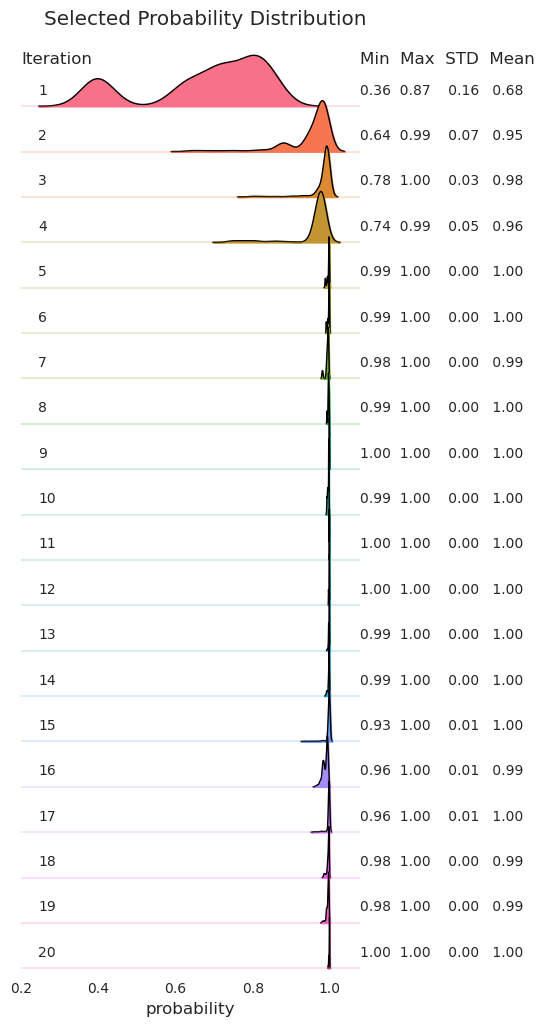 Selected Probability Distribution
Iteration Min Max STD Mean
1 0.36 0.87 0.16 0.68
2 0.64 0.99 0.07 0.95
3 0.78 1.00 0.03 0.98
4 0.74 0.99 0.05 0.96
5 0.99 1.00 0.00 1.00
6 0.99 1.00 0.00 1.00
7 0.98 1.00 0.00 0.99
8 0.99 1.00 0.00 1.00
9 1.00 1.00 0.00 1.00
10 0.99 1.00 0.00 1.00
11 1.00 1.00 0.00 1.00
12 1.00 1.00 0.00 1.00
13 0.99 1.00 0.00 1.00
14 0.99 1.00 0.00 1.00
15 0.93 1.00 0.01 1.00
16 0.96 1.00 0.01 0.99
17 0.96 1.00 0.01 1.00
18 0.98 1.00 0.00 0.99
19 0.98 1.00 0.00 0.99
20 1.00 1.00 0.00 1.00
0.2 0.4 0.6 0.8 1.0
probability